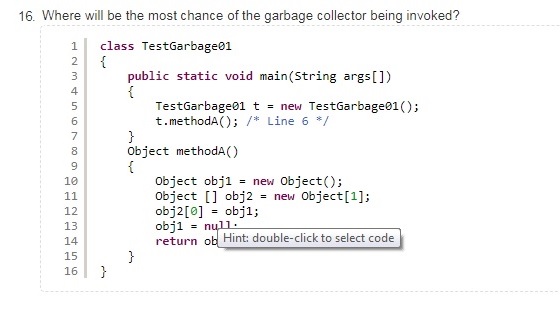 16. Where will be the most chance of the garbage collector being invoked?
1 class TestGarbage01
2 {
3 public static void main(String args[])
4 {
5 TestGarbage01 t = new TestGarbage01();
6 t.methodA(); /* Line 6 */
7 }
8 Object methodA()
9 {
10 Object obj1 = new Object();
11 Object [] obj2 = new Object[1];
12 obj2[0] = obj1;
13 obj1 = null;
14 return ob
Hint: double-click to select code
15 }
16 }